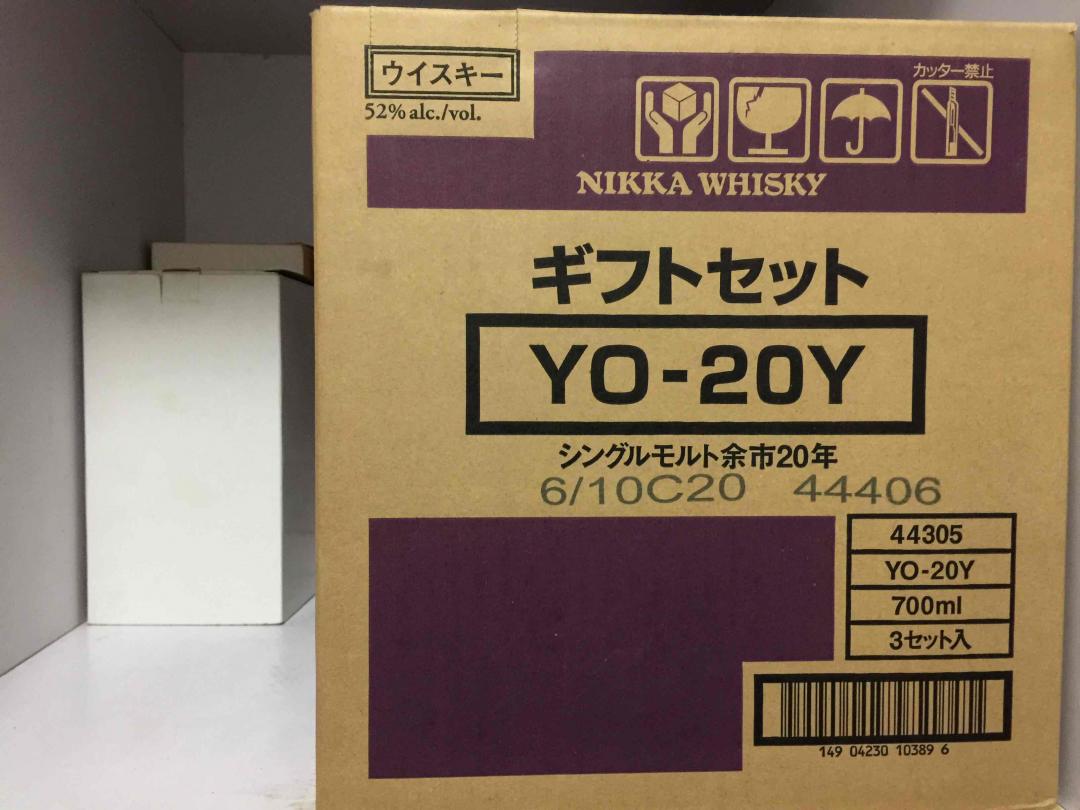 ウイスキー
52% alc./vol.
カッター禁止
NIKKA WHISKY
ギフトセット
YO-20Y
シングルモルト余市20年
6/10C20 44406
44305
YO-20Y
700ml
3セット入
149 04230 10389 6